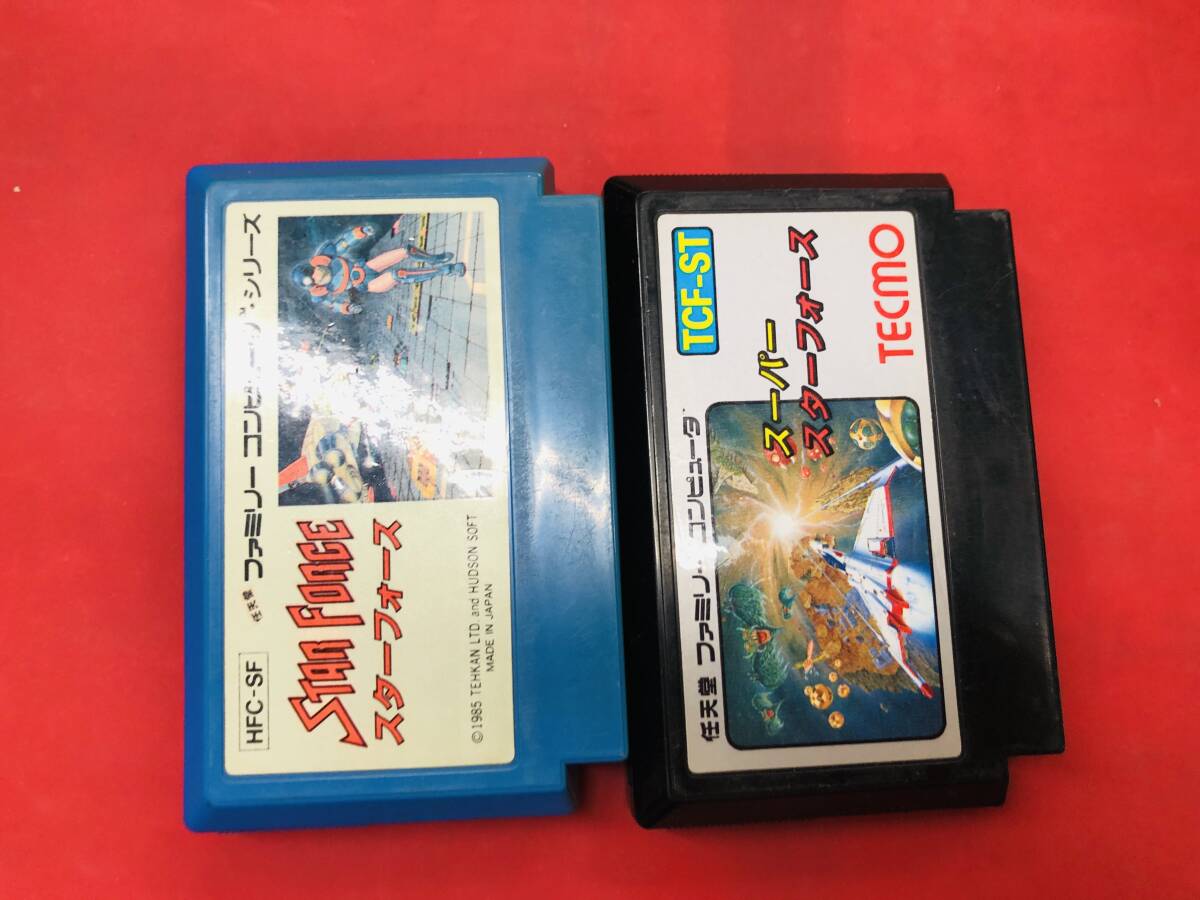 任天堂 ファミリー コンピュータ シリーズ
HFC-SF
STAR FORCE
スターフォース
© 1985 TEHKAN LTD and HUDSON SOFT
MADE IN JAPAN
任天堂 ファミリーコンピュータ
TCF-ST
スーパー
スターフォース
TECMO